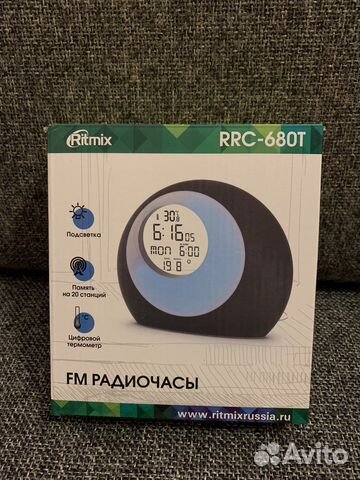 Ritmix
RRC-680T
Подсветка
Память
на 20 станций
°C
Цифровой
термометр
30%
6:16 05
MON 6:00
19 8
FM РАДИОЧАСЫ
www.ritmixrussia.ru
Avito